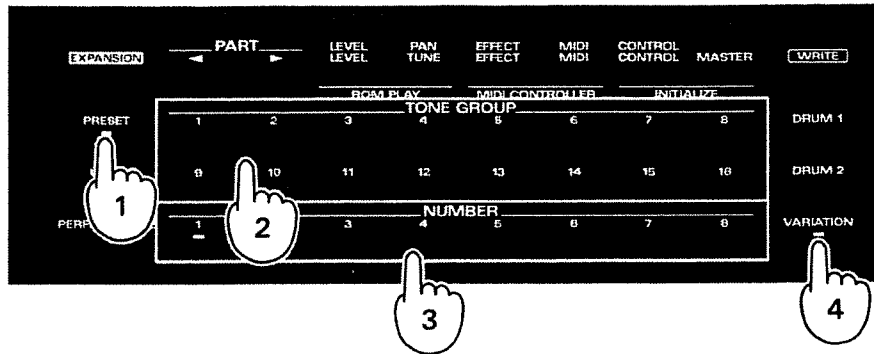 EXPANSION PART LEVEL PAN EFFECT MIDI CONTROL WRITE
◄ ► LEVEL TUNE EFFECT MIDI CONTROL MASTER
ROM PLAY MIDI CONTROLLER INITIALIZE
TONE GROUP
PRESET 1 2 3 4 5 6 7 8 DRUM 1
9 10 11 12 13 14 15 16 DRUM 2
NUMBER
PERF 1 3 4 5 6 7 8 VARIATION
1
2
3
4